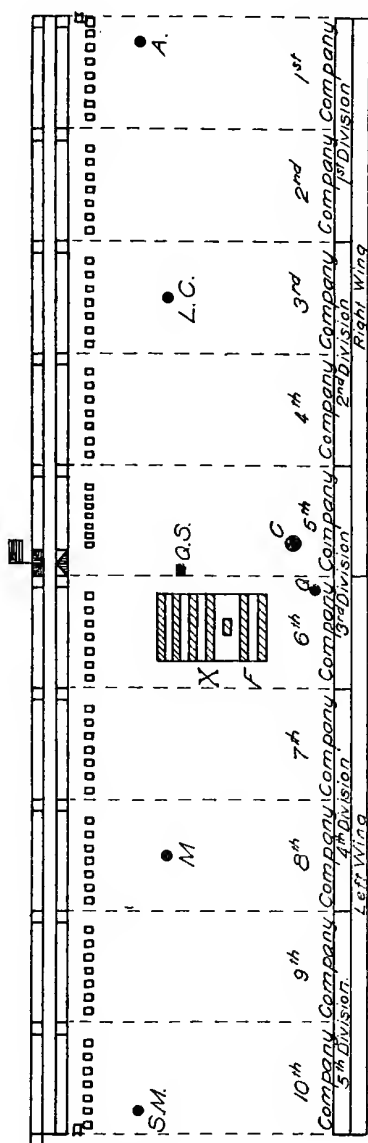 S.M.
A.
M
L.C.
Q.S.
X
F
C
10th 9th 8th 7th 6th 5th 4th 3rd 2nd 1st
Q
Company Company Company Company Company Company Company Company Company Company
5th Division. 4th Division 3rd Division 2nd Division 1st Division
Left Wing Right Wing